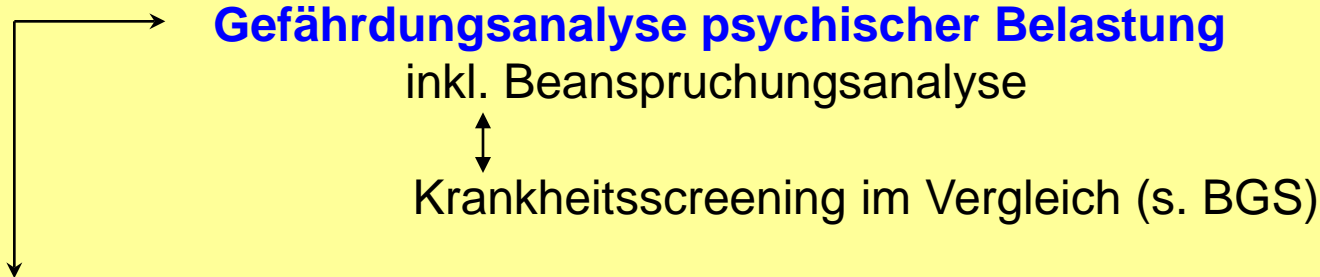 Gefährdungsanalyse psychischer Belastung
inkl. Beanspruchungsanalyse
Krankheitsscreening im Vergleich (s. BGS)